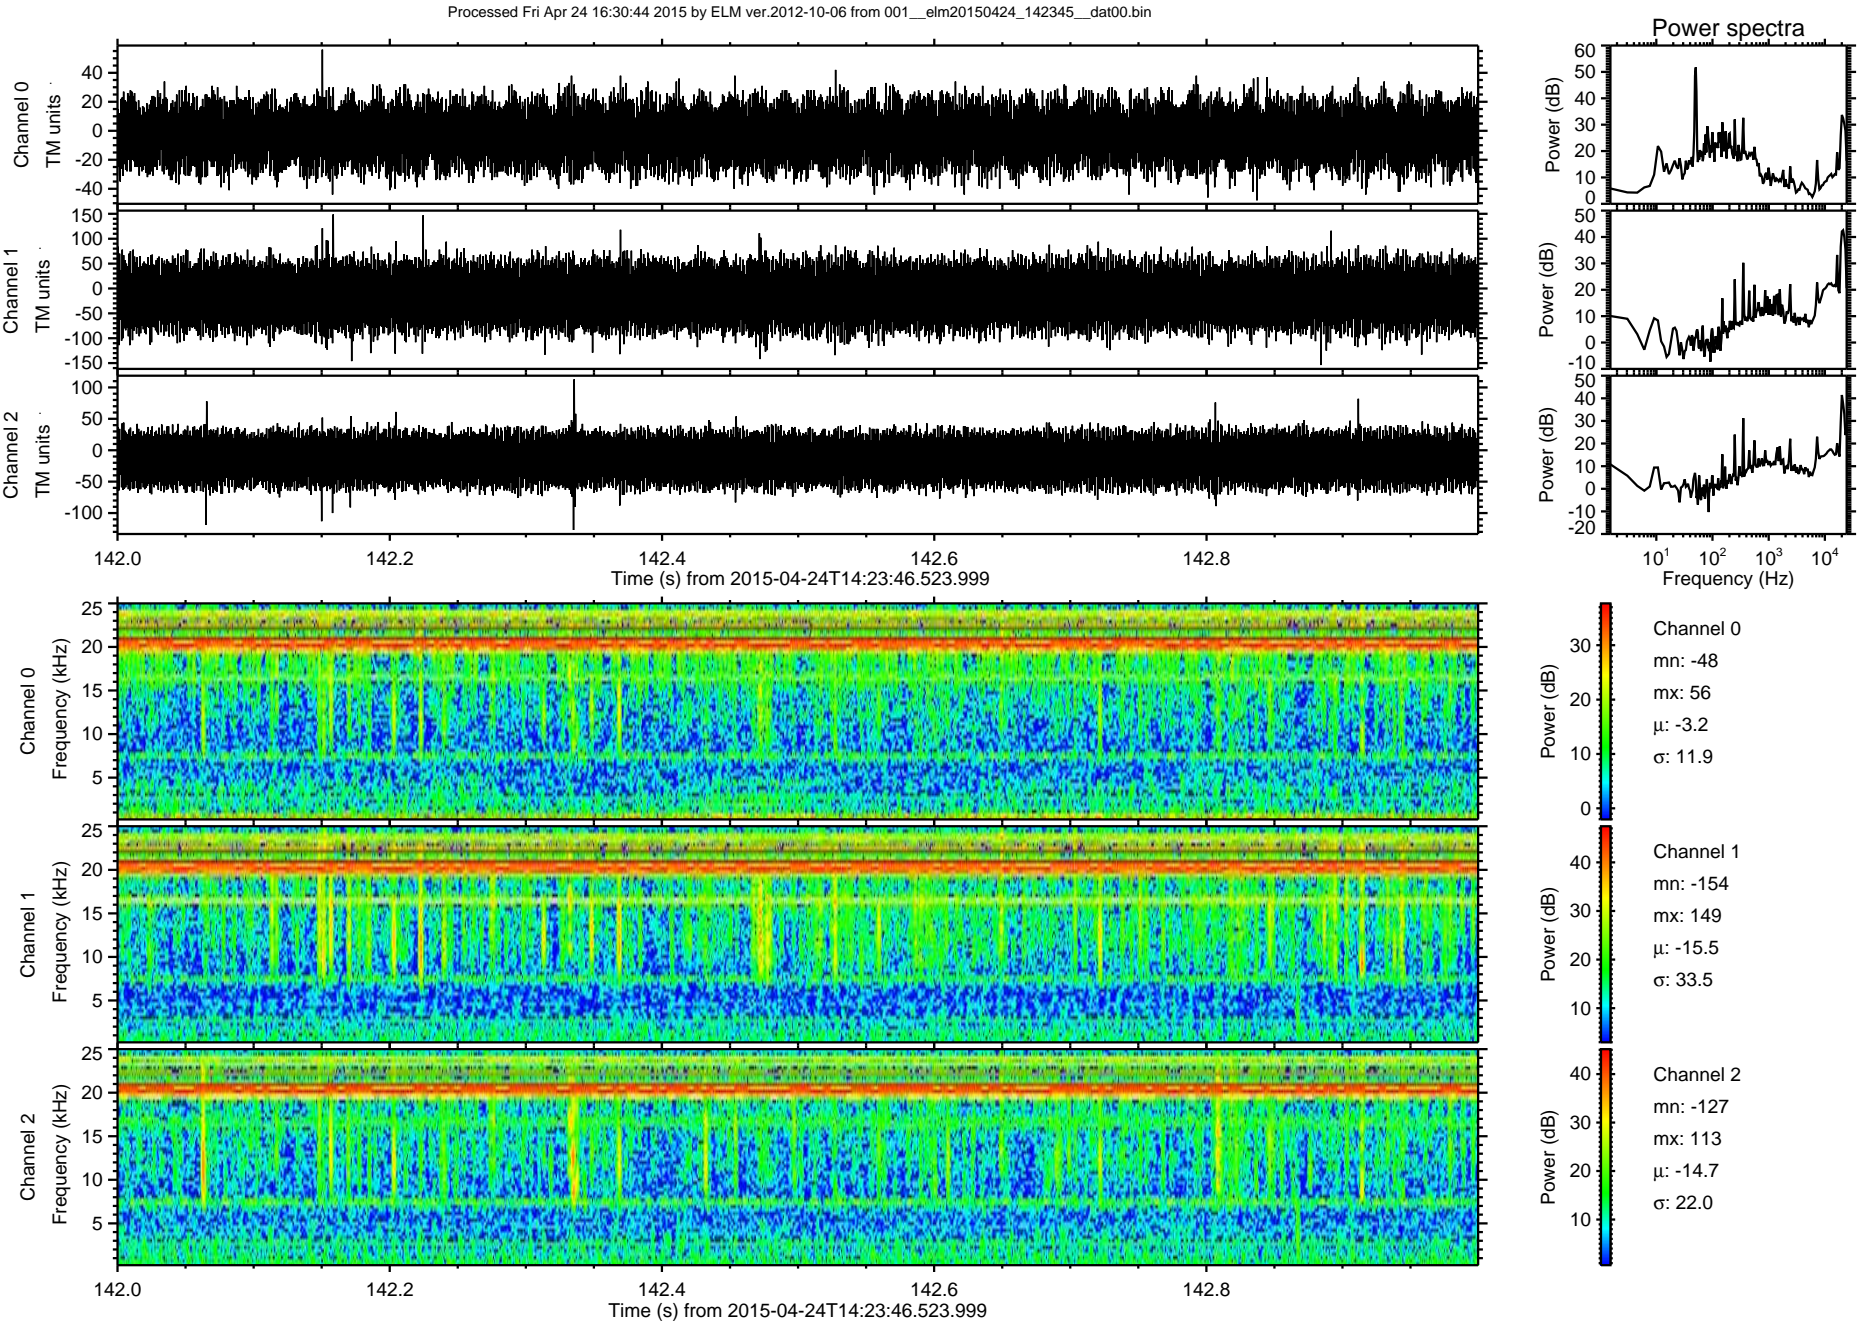 Processed Fri Apr 24 16:30:44 2015 by ELM ver.2012-10-06 from 001__elm20150424_142345__dat00.bin
Power spectra
Channel 0
TM units
40
20
0
-20
-40
Power (dB)
60
50
40
30
20
10
0
Channel 1
TM units
150
100
50
0
-50
-100
-150
Power (dB)
50
40
30
20
10
0
-10
Channel 2
TM units
100
50
0
-50
-100
Power (dB)
50
40
30
20
10
0
-10
-20
142.0 142.2 142.4 142.6 142.8
Time (s) from 2015-04-24T14:23:46.523.999
10^1 10^2 10^3 10^4
Frequency (Hz)
Channel 0
Frequency (kHz)
25
20
15
10
5
Power (dB)
30
20
10
0
Channel 0
mn: -48
mx: 56
μ: -3.2
σ: 11.9
Channel 1
Frequency (kHz)
25
20
15
10
5
Power (dB)
40
30
20
10
Channel 1
mn: -154
mx: 149
μ: -15.5
σ: 33.5
Channel 2
Frequency (kHz)
25
20
15
10
5
Power (dB)
40
30
20
10
Channel 2
mn: -127
mx: 113
μ: -14.7
σ: 22.0
142.0 142.2 142.4 142.6 142.8
Time (s) from 2015-04-24T14:23:46.523.999